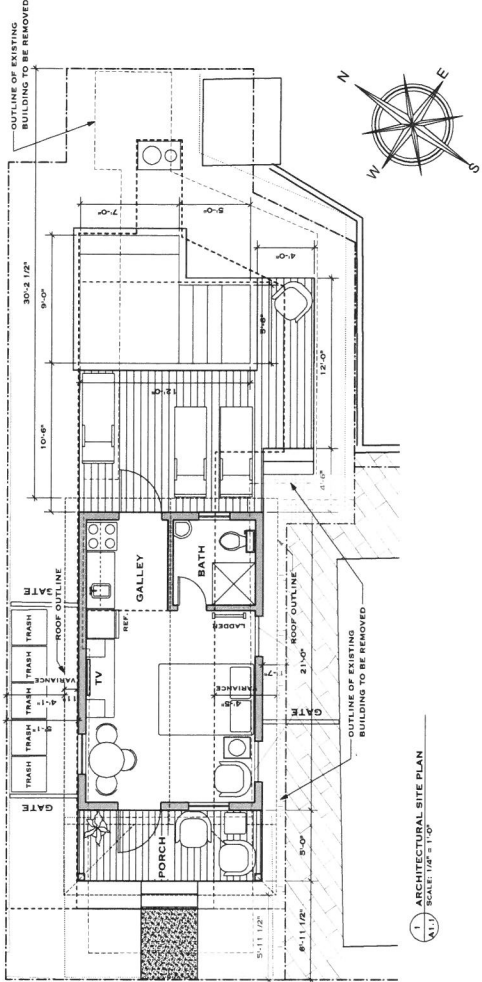 OUTLINE OF EXISTING
BUILDING TO BE REMOVED
N
E
W
S
30'-2 1/2"
7'-0"
5'-0"
9'-0"
4'-0"
5'-6"
12'-0"
12'-0"
10'-6"
4'-6"
GALLEY
BATH
REF.
LADDER
TV
GATE
ROOF OUTLINE
TRASH
TRASH
TRASH
TRASH
TRASH
VARIANCE
4'-1"
5'-1"
GATE
VARIANCE
4'-5"
ROOF OUTLINE
21'-0"
GATE
OUTLINE OF EXISTING
BUILDING TO BE REMOVED
PORCH
5'-0"
5'-11 1/2"
6'-11 1/2"
1
A1.1
ARCHITECTURAL SITE PLAN
SCALE: 1/4" = 1'-0"